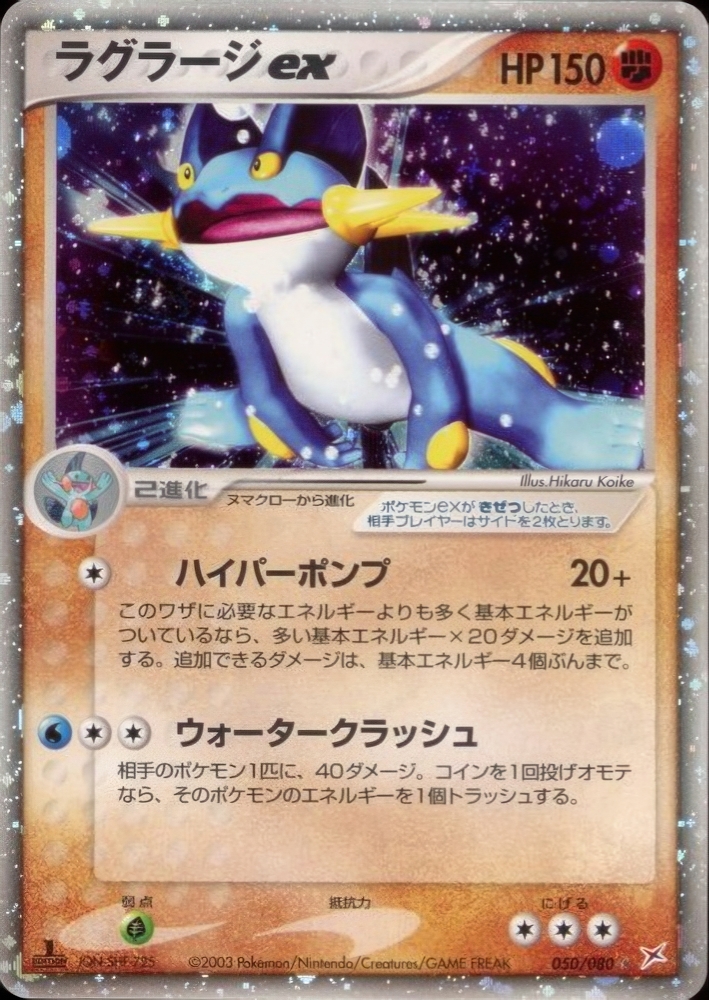 ラグラージex HP150
Illus.Hikaru Koike
2進化 ヌマクローから進化
ポケモンexが きぜつしたとき、
相手プレイヤーはサイドを2枚とります。
ハイパーポンプ 20+
このワザに必要なエネルギーよりも多く基本エネルギーが
ついているなら、多い基本エネルギー×20ダメージを追加
する。追加できるダメージは、基本エネルギー4個ぶんまで。
ウォータークラッシュ
相手のポケモン1匹に、40ダメージ。コインを1回投げオモテ
なら、そのポケモンのエネルギーを1個トラッシュする。
弱点 抵抗力 にげる
1
EDITION
©2003 Pokémon/Nintendo/Creatures/GAME FREAK
050/080